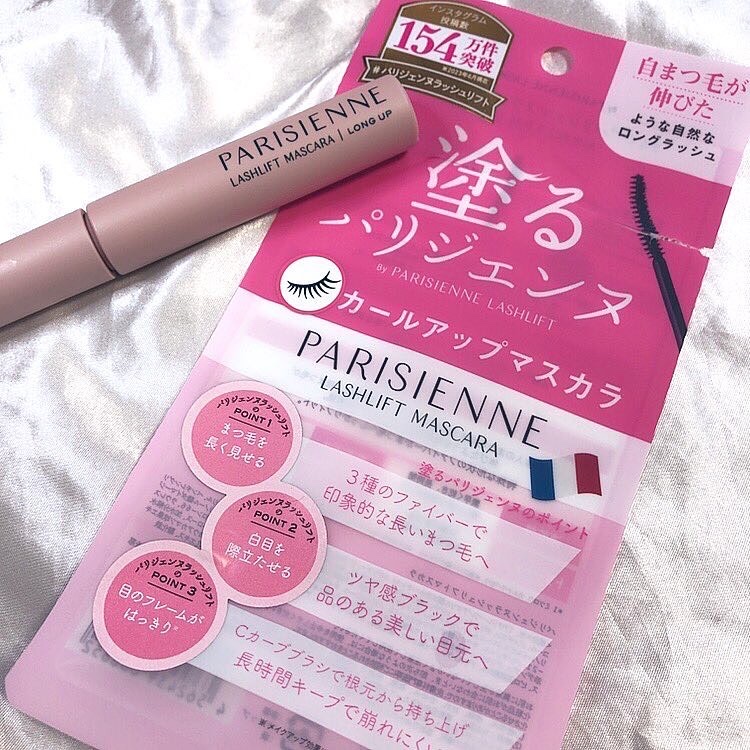 PARISIENNE
LASHLIFT MASCARA | LONG UP
インスタグラム
投稿数
154万件
突破
※2023年6月現在
#パリジェンヌラッシュリフト
自まつ毛が
伸びた
ような自然な
ロングラッシュ
塗る
パリジェンヌ
BY PARISIENNE LASHLIFT
カールアップマスカラ
PARISIENNE
LASHLIFT MASCARA
塗るパリジェンヌのポイント
パリジェンヌラッシュリフト
の
POINT 1
まつ毛を
長く見せる
3種のファイバーで
印象的な長いまつ毛へ
パリジェンヌラッシュリフト
の
POINT 2
白目を
際立たせる
ツヤ感ブラックで
品のある美しい目元へ
パリジェンヌラッシュリフト
の
POINT 3
目のフレームが
はっきり※
Cカーブブラシで根元から持ち上げ
長時間キープで崩れにくい